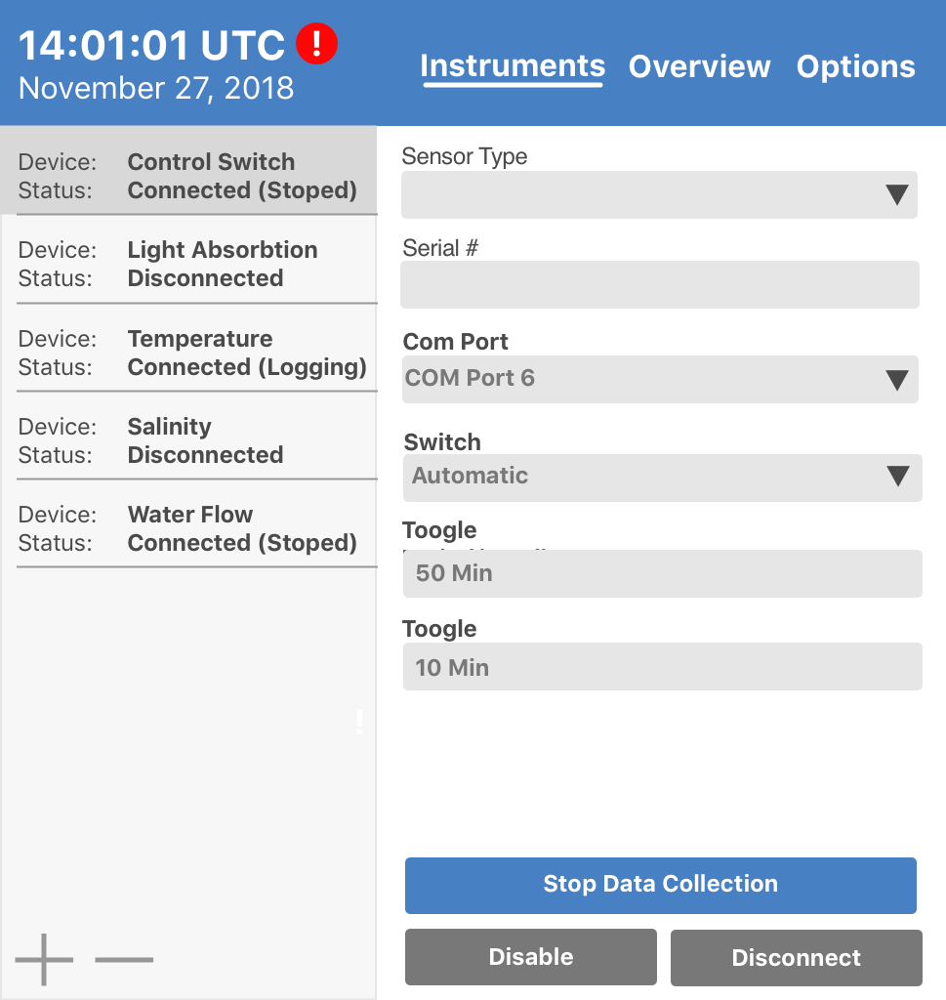 14:01:01 UTC !
November 27, 2018
Instruments Overview Options
Device: Control Switch
Status: Connected (Stoped)
Device: Light Absorbtion
Status: Disconnected
Device: Temperature
Status: Connected (Logging)
Device: Salinity
Status: Disconnected
Device: Water Flow
Status: Connected (Stoped)
!
Sensor Type
Serial #
Com Port
COM Port 6
Switch
Automatic
Toogle
50 Min
Toogle
10 Min
Stop Data Collection
Disable
Disconnect